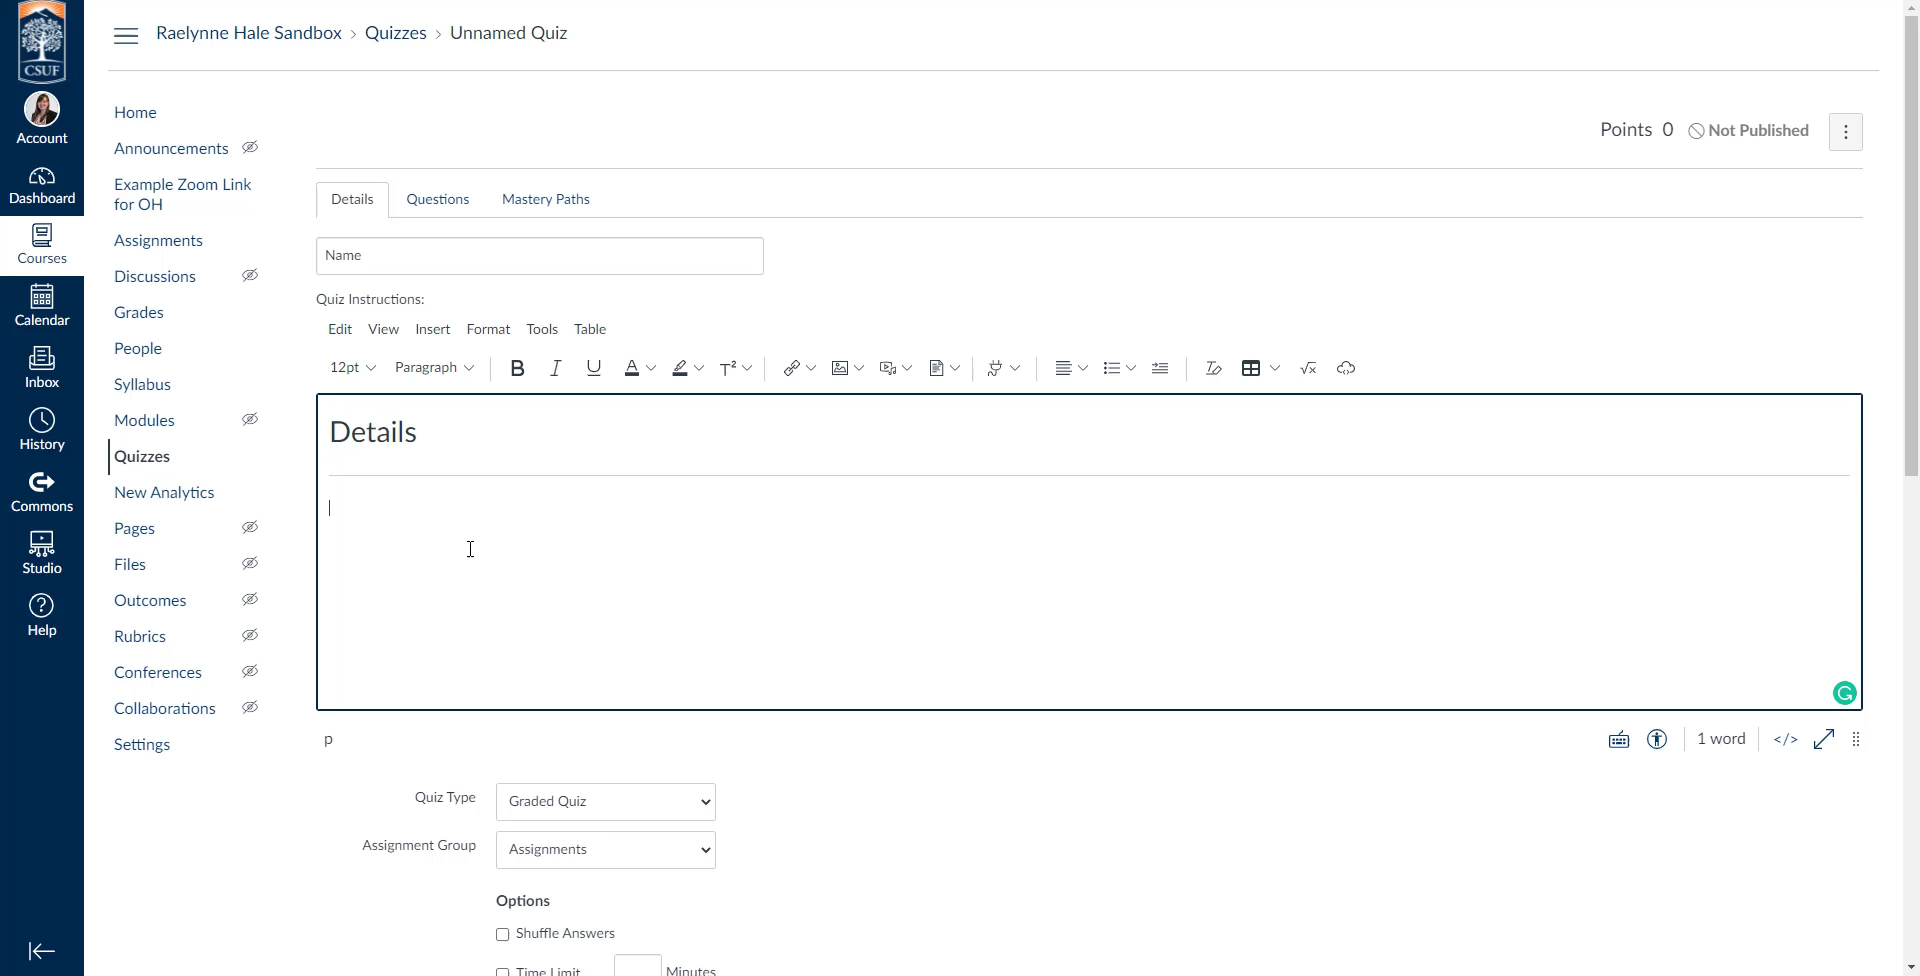 CSUF
Account
Dashboard
Courses
Calendar
Inbox
History
Commons
Studio
Help
Raelynne Hale Sandbox > Quizzes > Unnamed Quiz
Home
Announcements
Example Zoom Link
for OH
Assignments
Discussions
Grades
People
Syllabus
Modules
Quizzes
New Analytics
Pages
Files
Outcomes
Rubrics
Conferences
Collaborations
Settings
Points 0 Not Published
Details Questions Mastery Paths
Name
Quiz Instructions:
Edit View Insert Format Tools Table
12pt Paragraph B I U A T²
Details
p 1 word </>
Quiz Type Graded Quiz
Assignment Group Assignments
Options
Shuffle Answers
Time Limit Minutes